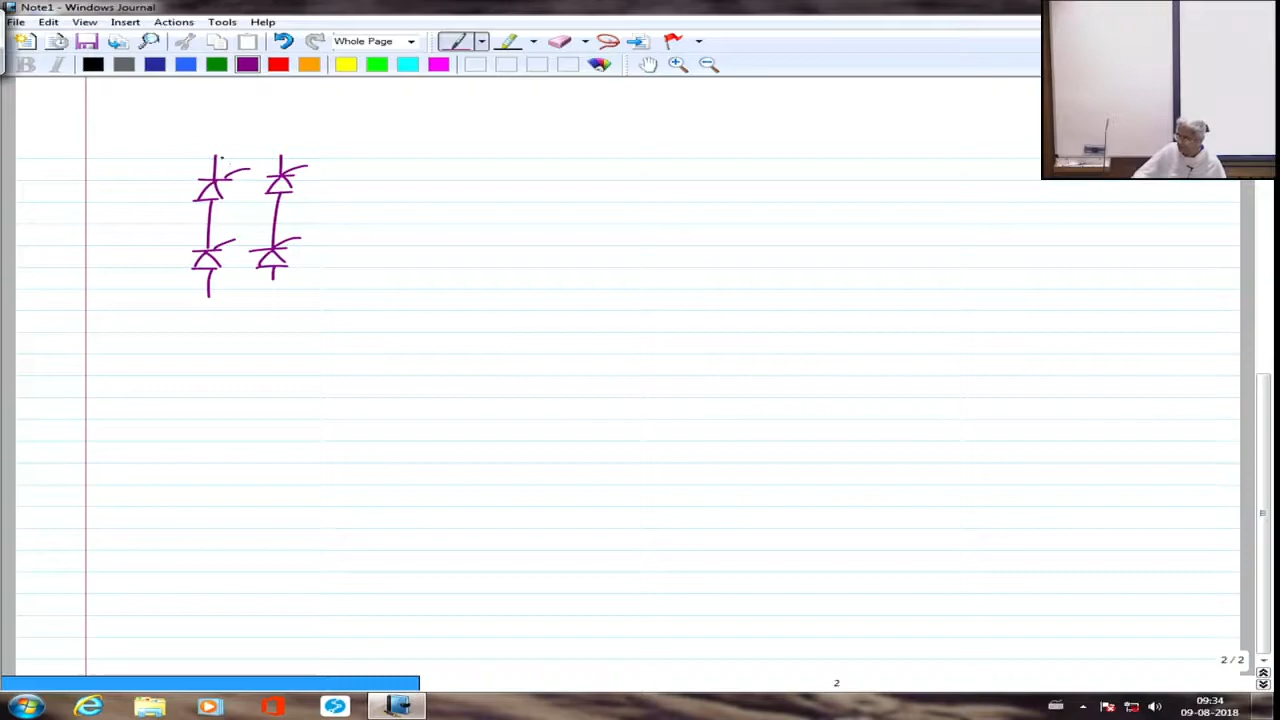 Note1 - Windows Journal
File Edit View Insert Actions Tools Help
Whole Page
B I
2 / 2
2
09:34
09-08-2018